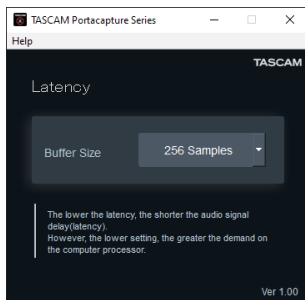 TASCAM Portacapture Series
Help
TASCAM
Latency
Buffer Size
256 Samples
The lower the latency, the shorter the audio signal
delay(latency).
However, the lower setting, the greater the demand on
the computer processor.
Ver 1.00